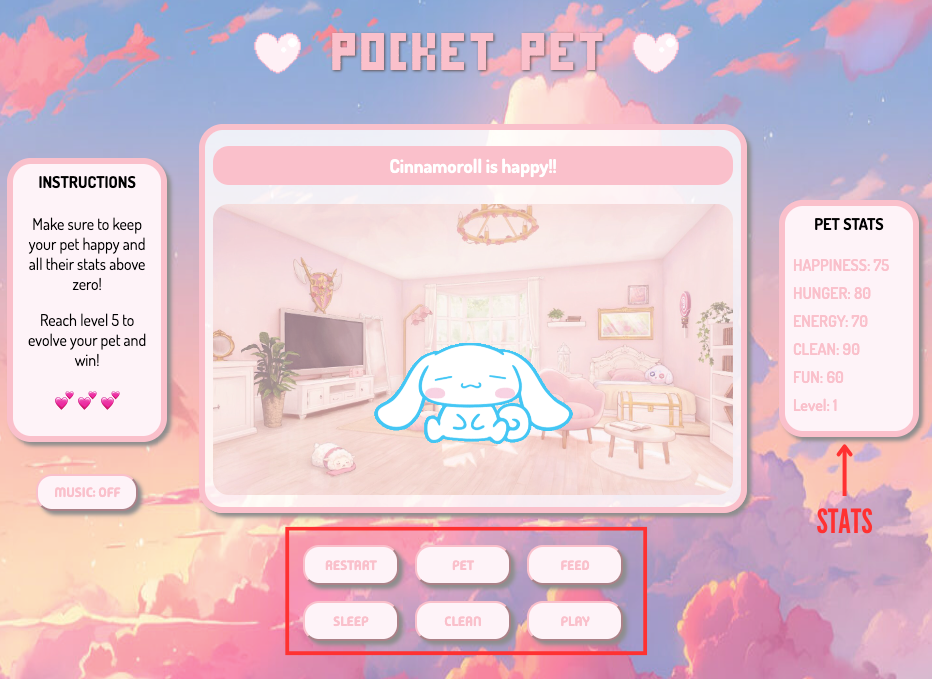 POCKET PET
Cinnamoroll is happy!!
INSTRUCTIONS
Make sure to keep
your pet happy and
all their stats above
zero!
Reach level 5 to
evolve your pet and
win!
💕 💕 💕
MUSIC: OFF
PET STATS
HAPPINESS: 75
HUNGER: 80
ENERGY: 70
CLEAN: 90
FUN: 60
Level: 1
STATS
RESTART PET FEED
SLEEP CLEAN PLAY